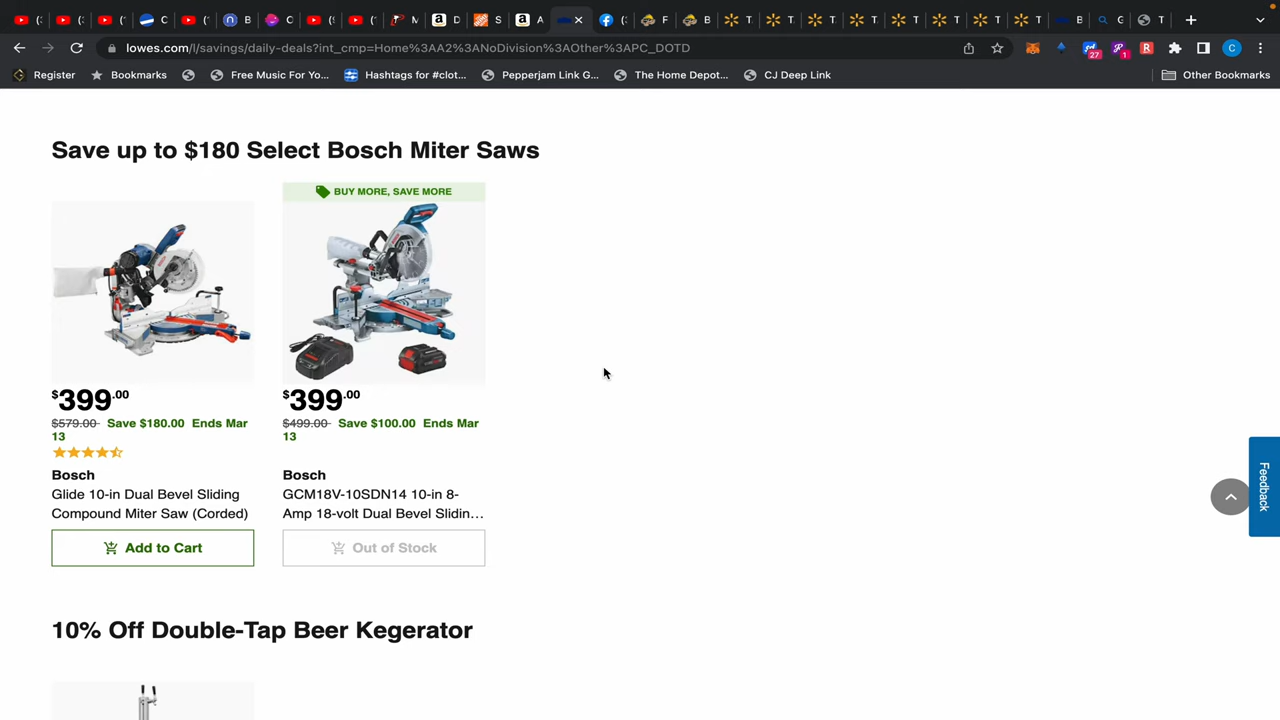 lowes.com/l/savings/daily-deals?int_cmp=Home%3AA2%3ANoDivision%3AOther%3APC_DOTD
27
1
Register
Bookmarks
Free Music For Yo...
Hashtags for #clot...
Pepperjam Link G...
The Home Depot...
CJ Deep Link
Other Bookmarks
Save up to $180 Select Bosch Miter Saws
BUY MORE, SAVE MORE
$399.00
$579.00 Save $180.00 Ends Mar
13
Bosch
Glide 10-in Dual Bevel Sliding
Compound Miter Saw (Corded)
Add to Cart
$399.00
$499.00 Save $100.00 Ends Mar
13
Bosch
GCM18V-10SDN14 10-in 8-
Amp 18-volt Dual Bevel Slidin...
Out of Stock
Feedback
10% Off Double-Tap Beer Kegerator